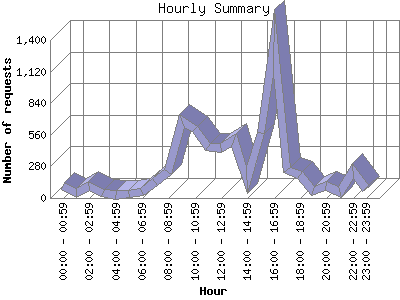 Hourly Summary
Number of requests
1,400
1,120
840
560
280
0
00:00 - 00:59
02:00 - 02:59
04:00 - 04:59
06:00 - 06:59
08:00 - 08:59
10:00 - 10:59
12:00 - 12:59
14:00 - 14:59
16:00 - 16:59
18:00 - 18:59
20:00 - 20:59
22:00 - 22:59
23:00 - 23:59
Hour